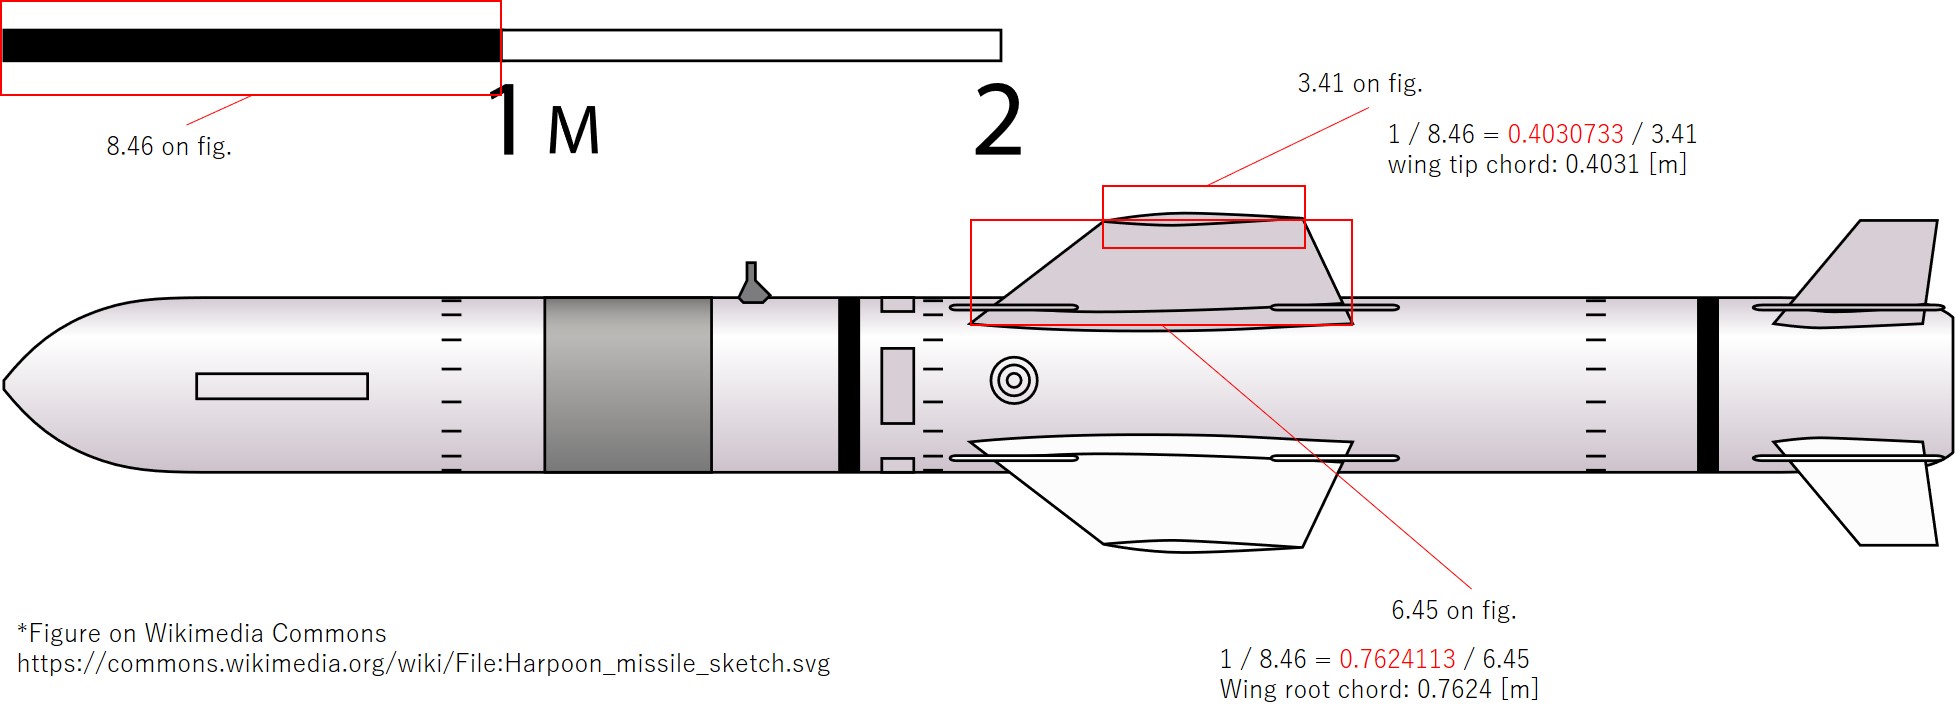 1 M
2
8.46 on fig.
3.41 on fig.
1 / 8.46 = 0.4030733 / 3.41
wing tip chord: 0.4031 [m]
6.45 on fig.
1 / 8.46 = 0.7624113 / 6.45
Wing root chord: 0.7624 [m]
*Figure on Wikimedia Commons
https://commons.wikimedia.org/wiki/File:Harpoon_missile_sketch.svg